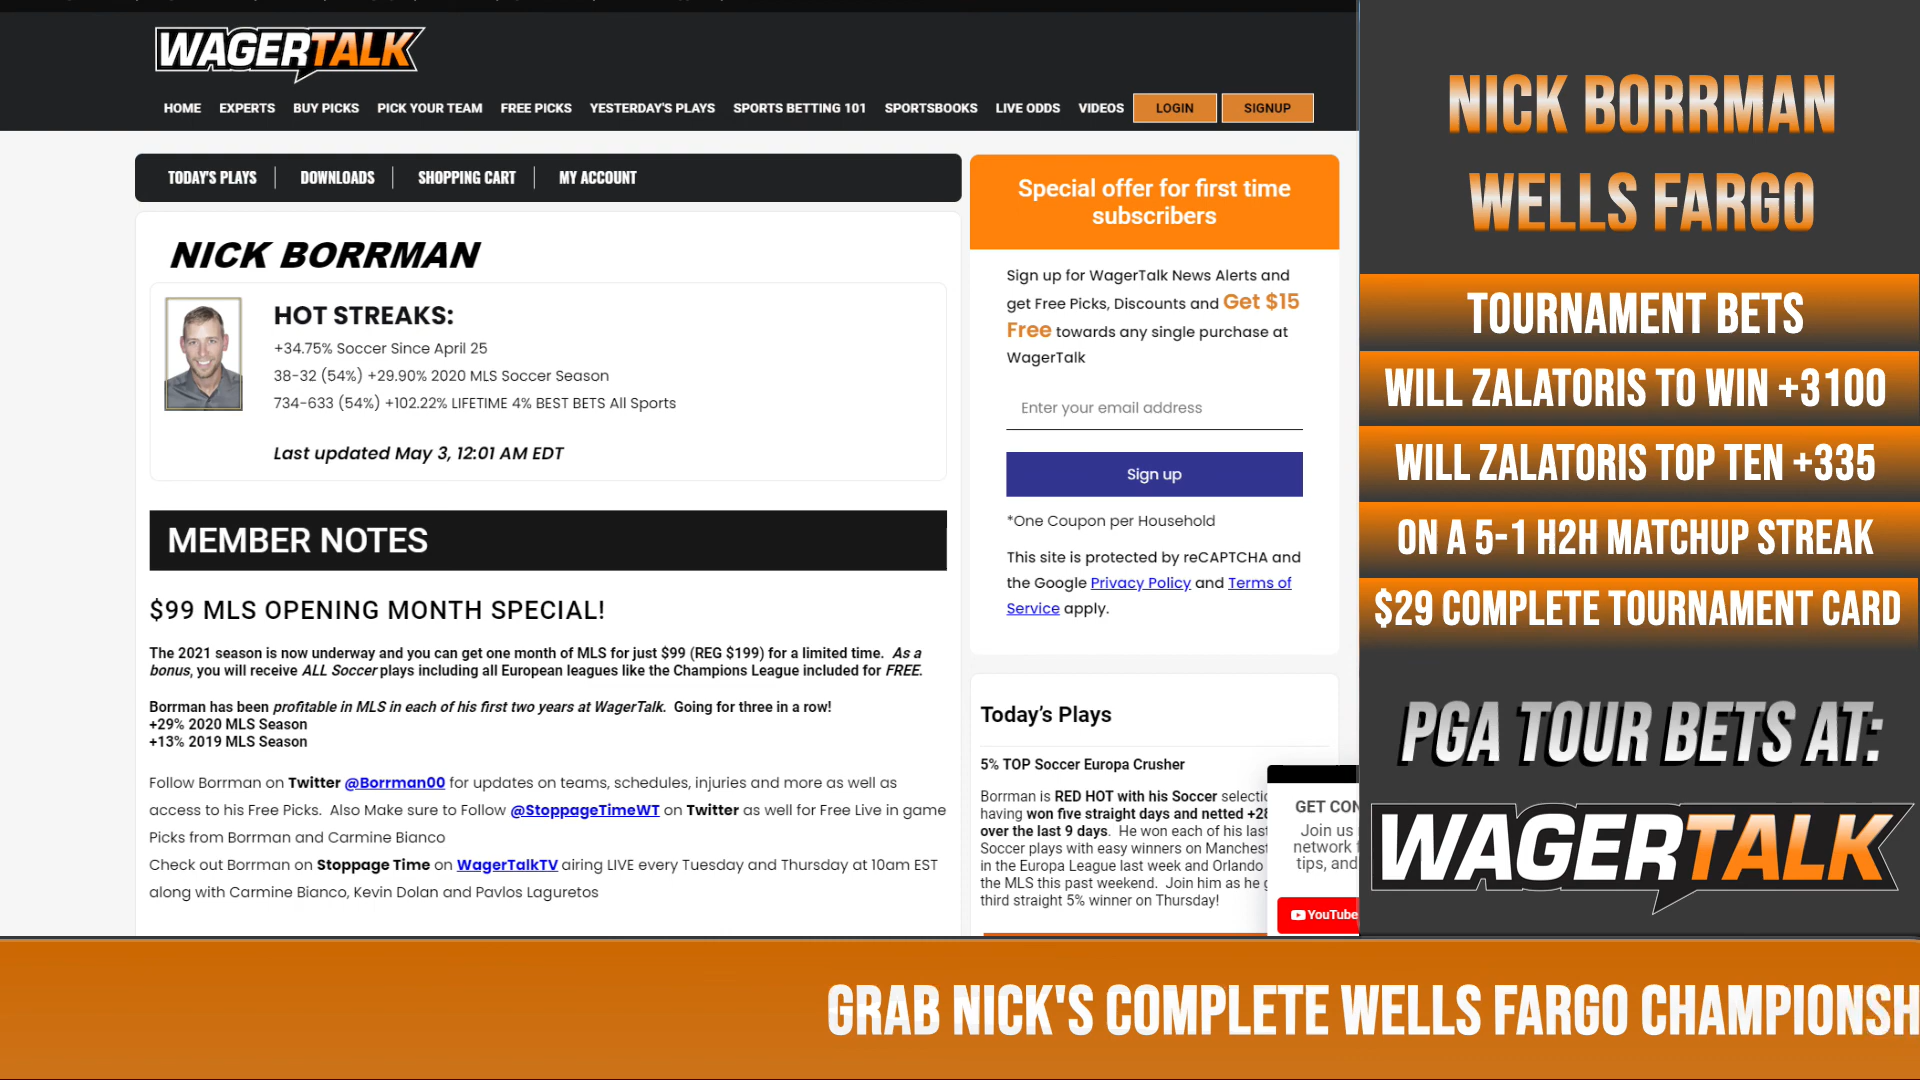 WAGERTALK
HOME EXPERTS BUY PICKS PICK YOUR TEAM FREE PICKS YESTERDAY'S PLAYS SPORTS BETTING 101 SPORTSBOOKS LIVE ODDS VIDEOS LOGIN SIGNUP
TODAY'S PLAYS DOWNLOADS SHOPPING CART MY ACCOUNT
NICK BORRMAN
HOT STREAKS:
+34.75% Soccer Since April 25
38-32 (54%) +29.90% 2020 MLS Soccer Season
734-633 (54%) +102.22% LIFETIME 4% BEST BETS All Sports
Last updated May 3, 12:01 AM EDT
MEMBER NOTES
$99 MLS OPENING MONTH SPECIAL!
The 2021 season is now underway and you can get one month of MLS for just $99 (REG $199) for a limited time. As a
bonus, you will receive ALL Soccer plays including all European leagues like the Champions League included for FREE.
Borrman has been profitable in MLS in each of his first two years at WagerTalk. Going for three in a row!
+29% 2020 MLS Season
+13% 2019 MLS Season
Follow Borrman on Twitter @Borrman00 for updates on teams, schedules, injuries and more as well as
access to his Free Picks. Also Make sure to Follow @StoppageTimeWT on Twitter as well for Free Live in game
Picks from Borrman and Carmine Bianco
Check out Borrman on Stoppage Time on WagerTalkTV airing LIVE every Tuesday and Thursday at 10am EST
along with Carmine Bianco, Kevin Dolan and Pavlos Laguretos
Special offer for first time
subscribers
Sign up for WagerTalk News Alerts and
get Free Picks, Discounts and Get $15
Free towards any single purchase at
WagerTalk
Enter your email address
Sign up
*One Coupon per Household
This site is protected by reCAPTCHA and
the Google Privacy Policy and Terms of
Service apply.
Today's Plays
5% TOP Soccer Europa Crusher
Borrman is RED HOT with his Soccer selecti
having won five straight days and netted +28
over the last 9 days. He won each of his last
Soccer plays with easy winners on Manchest
in the Europa League last week and Orlando
the MLS this past weekend. Join him as he g
third straight 5% winner on Thursday!
GET CON
Join us
network
tips, and
YouTube
NICK BORRMAN
WELLS FARGO
TOURNAMENT BETS
WILL ZALATORIS TO WIN +3100
WILL ZALATORIS TOP TEN +335
ON A 5-1 H2H MATCHUP STREAK
$29 COMPLETE TOURNAMENT CARD
PGA TOUR BETS AT:
WAGERTALK
GRAB NICK'S COMPLETE WELLS FARGO CHAMPIONSH